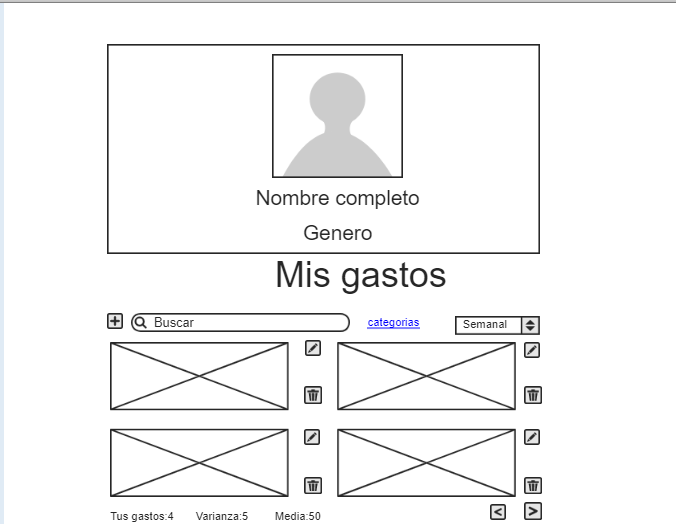 Nombre completo
Genero
Mis gastos
Buscar categorias Semanal
Tus gastos:4 Varianza:5 Media:50 < >